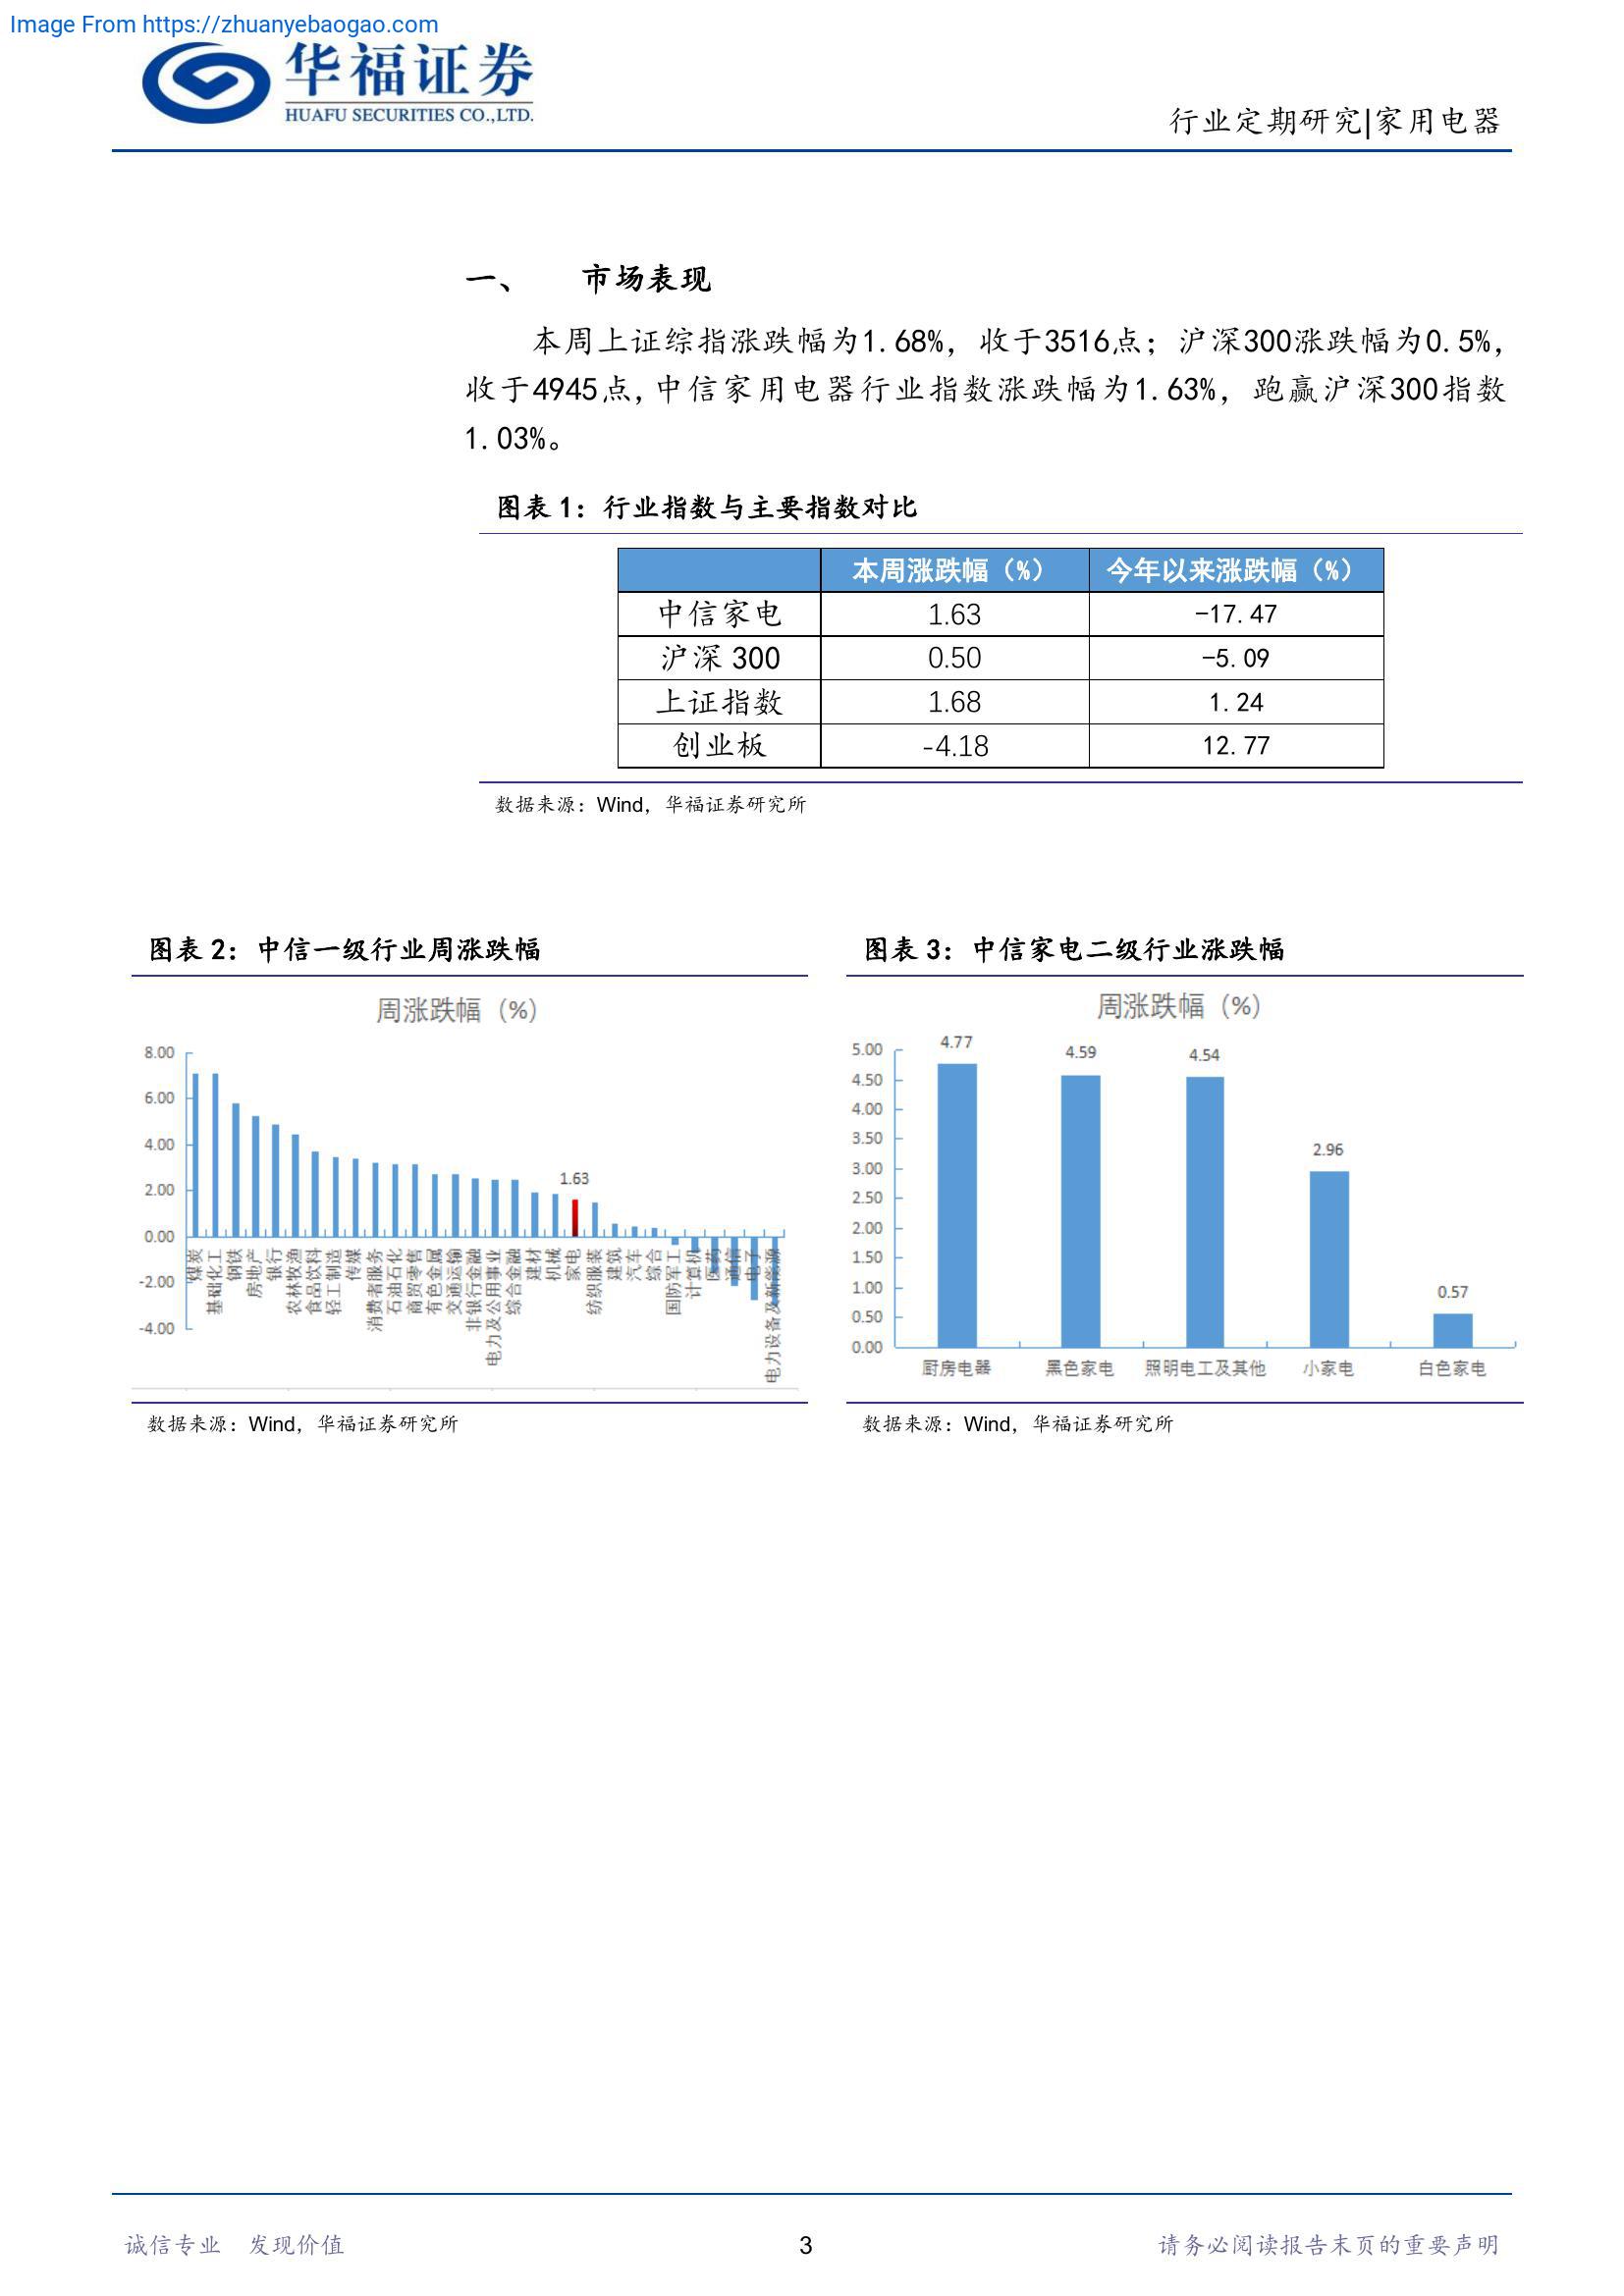 Image From https://zhuanyebaogao.com
华福证券
HUAFU SECURITIES CO.,LTD.
行业定期研究|家用电器
一、 市场表现
本周上证综指涨跌幅为1.68%，收于3516点；沪深300涨跌幅为0.5%，
收于4945点,中信家用电器行业指数涨跌幅为1.63%，跑赢沪深300指数
1.03%。
图表 1：行业指数与主要指数对比
本周涨跌幅（%） 今年以来涨跌幅（%）
中信家电 1.63 -17.47
沪深 300 0.50 -5.09
上证指数 1.68 1.24
创业板 -4.18 12.77
数据来源：Wind，华福证券研究所
图表 2：中信一级行业周涨跌幅
周涨跌幅（%）
8.00
6.00
4.00
2.00
0.00
-2.00
-4.00
1.63
煤炭
基础化工
钢铁
房地产
银行
农林牧渔
食品饮料
轻工制造
传媒
消费者服务
石油石化
商贸零售
有色金属
交通运输
非银行金融
电力及公用事业
综合金融
建材
机械
家电
纺织服装
建筑
汽车
综合
国防军工
计算机
医药
通信
电子
电力设备及新能源
数据来源：Wind，华福证券研究所
图表 3：中信家电二级行业涨跌幅
周涨跌幅（%）
5.00
4.50
4.00
3.50
3.00
2.50
2.00
1.50
1.00
0.50
0.00
4.77
4.59
4.54
2.96
0.57
厨房电器 黑色家电 照明电工及其他 小家电 白色家电
数据来源：Wind，华福证券研究所
诚信专业 发现价值
3
请务必阅读报告末页的重要声明